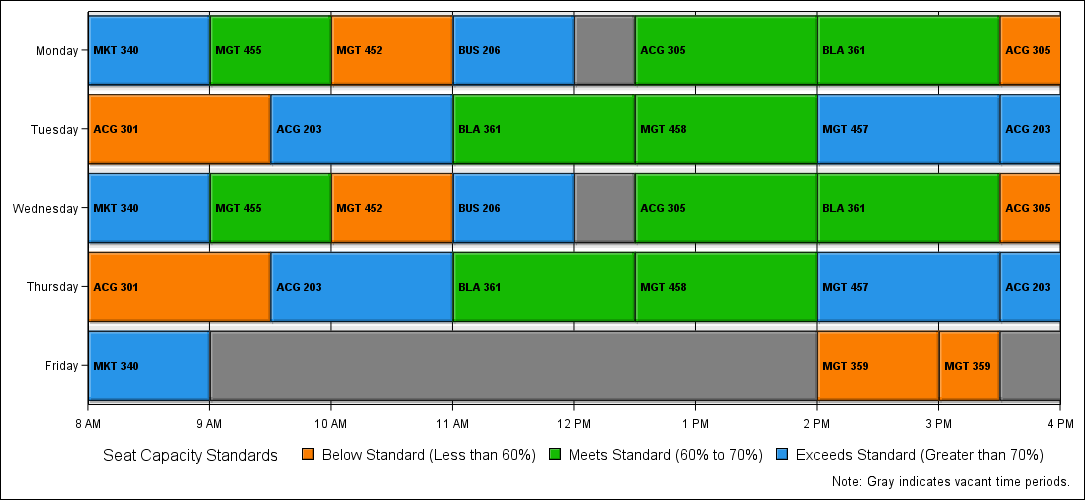 Monday MKT 340 MGT 455 MGT 452 BUS 206 ACG 305 BLA 361 ACG 305
Tuesday ACG 301 ACG 203 BLA 361 MGT 458 MGT 457 ACG 203
Wednesday MKT 340 MGT 455 MGT 452 BUS 206 ACG 305 BLA 361 ACG 305
Thursday ACG 301 ACG 203 BLA 361 MGT 458 MGT 457 ACG 203
Friday MKT 340 MGT 359 MGT 359
8 AM 9 AM 10 AM 11 AM 12 PM 1 PM 2 PM 3 PM 4 PM
Seat Capacity Standards Below Standard (Less than 60%) Meets Standard (60% to 70%) Exceeds Standard (Greater than 70%)
Note: Gray indicates vacant time periods.